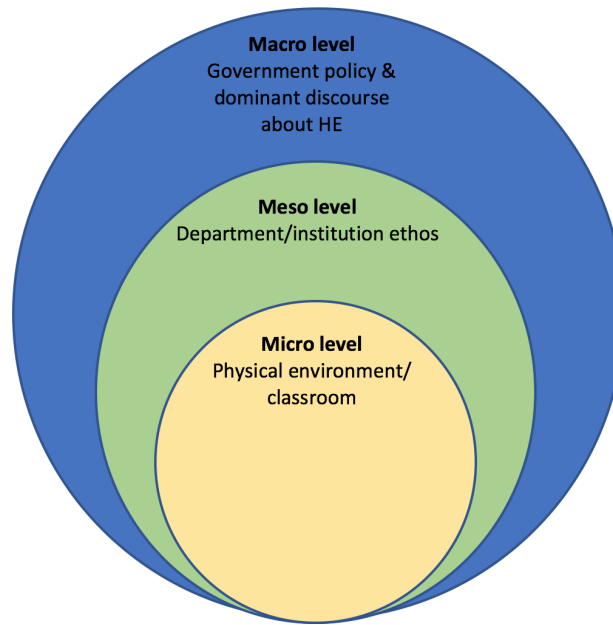 Macro level
Government policy &
dominant discourse
about HE
Meso level
Department/institution ethos
Micro level
Physical environment/
classroom